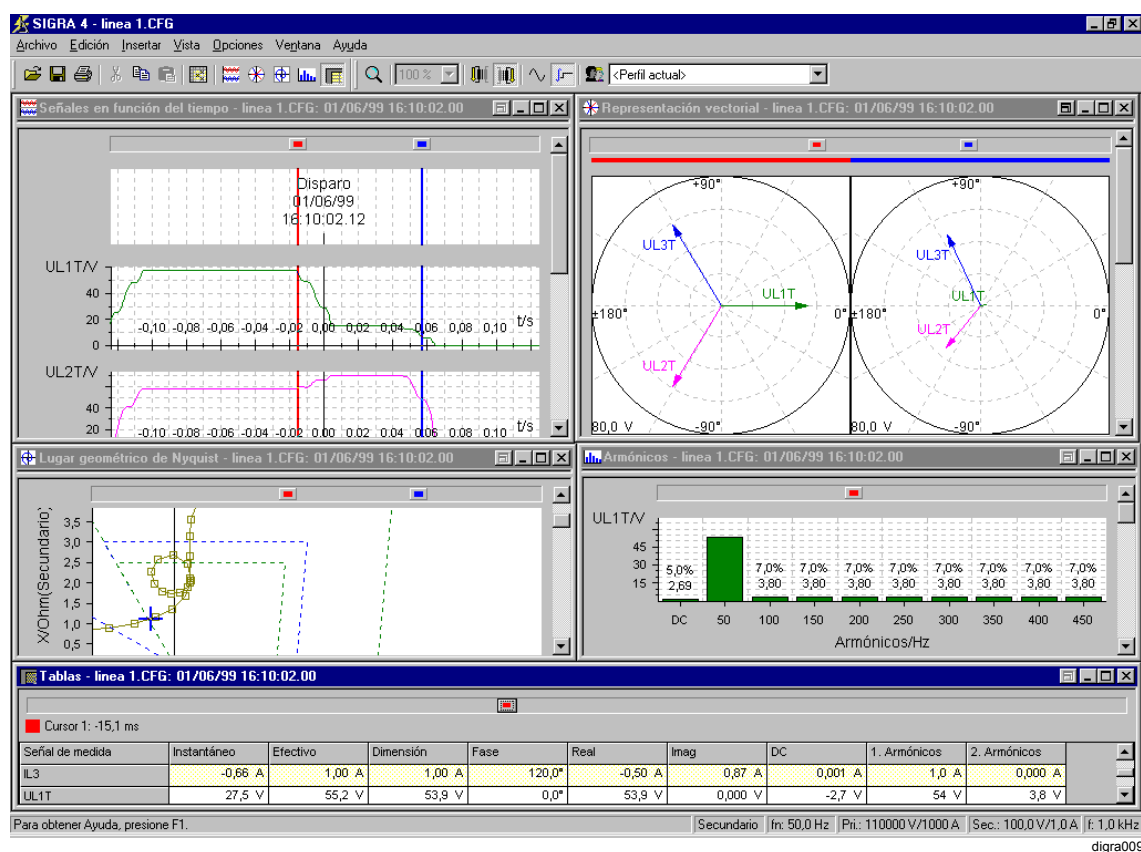 SIGRA 4 - linea 1.CFG
Archivo Edición Insertar Vista Opciones Ventana Ayuda
100 % <Perfil actual>
Señales en función del tiempo - linea 1.CFG: 01/06/99 16:10:02.00
Disparo
01/06/99
16:10:02.12
UL1T/V
40
20
0
-0,10 -0,08 -0,06 -0,04 -0,02 0,00 0,02 0,04 0,06 0,08 0,10 t/s
UL2T/V
40
20
-0.10 -0.08 -0.06 -0.04 -0.02 0.00 0.02 0.04 0.06 0.08 0.10 t/s
Representación vectorial - linea 1.CFG: 01/06/99 16:10:02.00
+90° +90°
UL3T UL3T
UL1T UL1T
±180° 0° ±180° 0°
UL2T UL2T
80,0 V -90° 80,0 V -90°
Lugar geométrico de Nyquist - linea 1.CFG: 01/06/99 16:10:02.00
X/Ohm(Secundario)
3,5
3,0
2,5
2,0
1,5
1,0
0,5
Armónicos - linea 1.CFG: 01/06/99 16:10:02.00
UL1T/V
45
30
15
5,0% 7,0% 7,0% 7,0% 7,0% 7,0% 7,0% 7,0% 7,0%
2,69 3,80 3,80 3,80 3,80 3,80 3,80 3,80 3,80
DC 50 100 150 200 250 300 350 400 450
Armónicos/Hz
Tablas - linea 1.CFG: 01/06/99 16:10:02.00
Cursor 1: -15,1 ms
Señal de medida Instantáneo Efectivo Dimensión Fase Real Imag DC 1. Armónicos 2. Armónicos
IL3 -0,66 A 1,00 A 1,00 A 120,0° -0,50 A 0,87 A 0,001 A 1,0 A 0,000 A
UL1T 27,5 V 55,2 V 53,9 V 0,0° 53,9 V 0,000 V -2,7 V 54 V 3,8 V
Para obtener Ayuda, presione F1. Secundario fn: 50,0 Hz Pri.: 110000 V/1000 A Sec.: 100,0 V/1,0 A f: 1,0 kHz
digra009